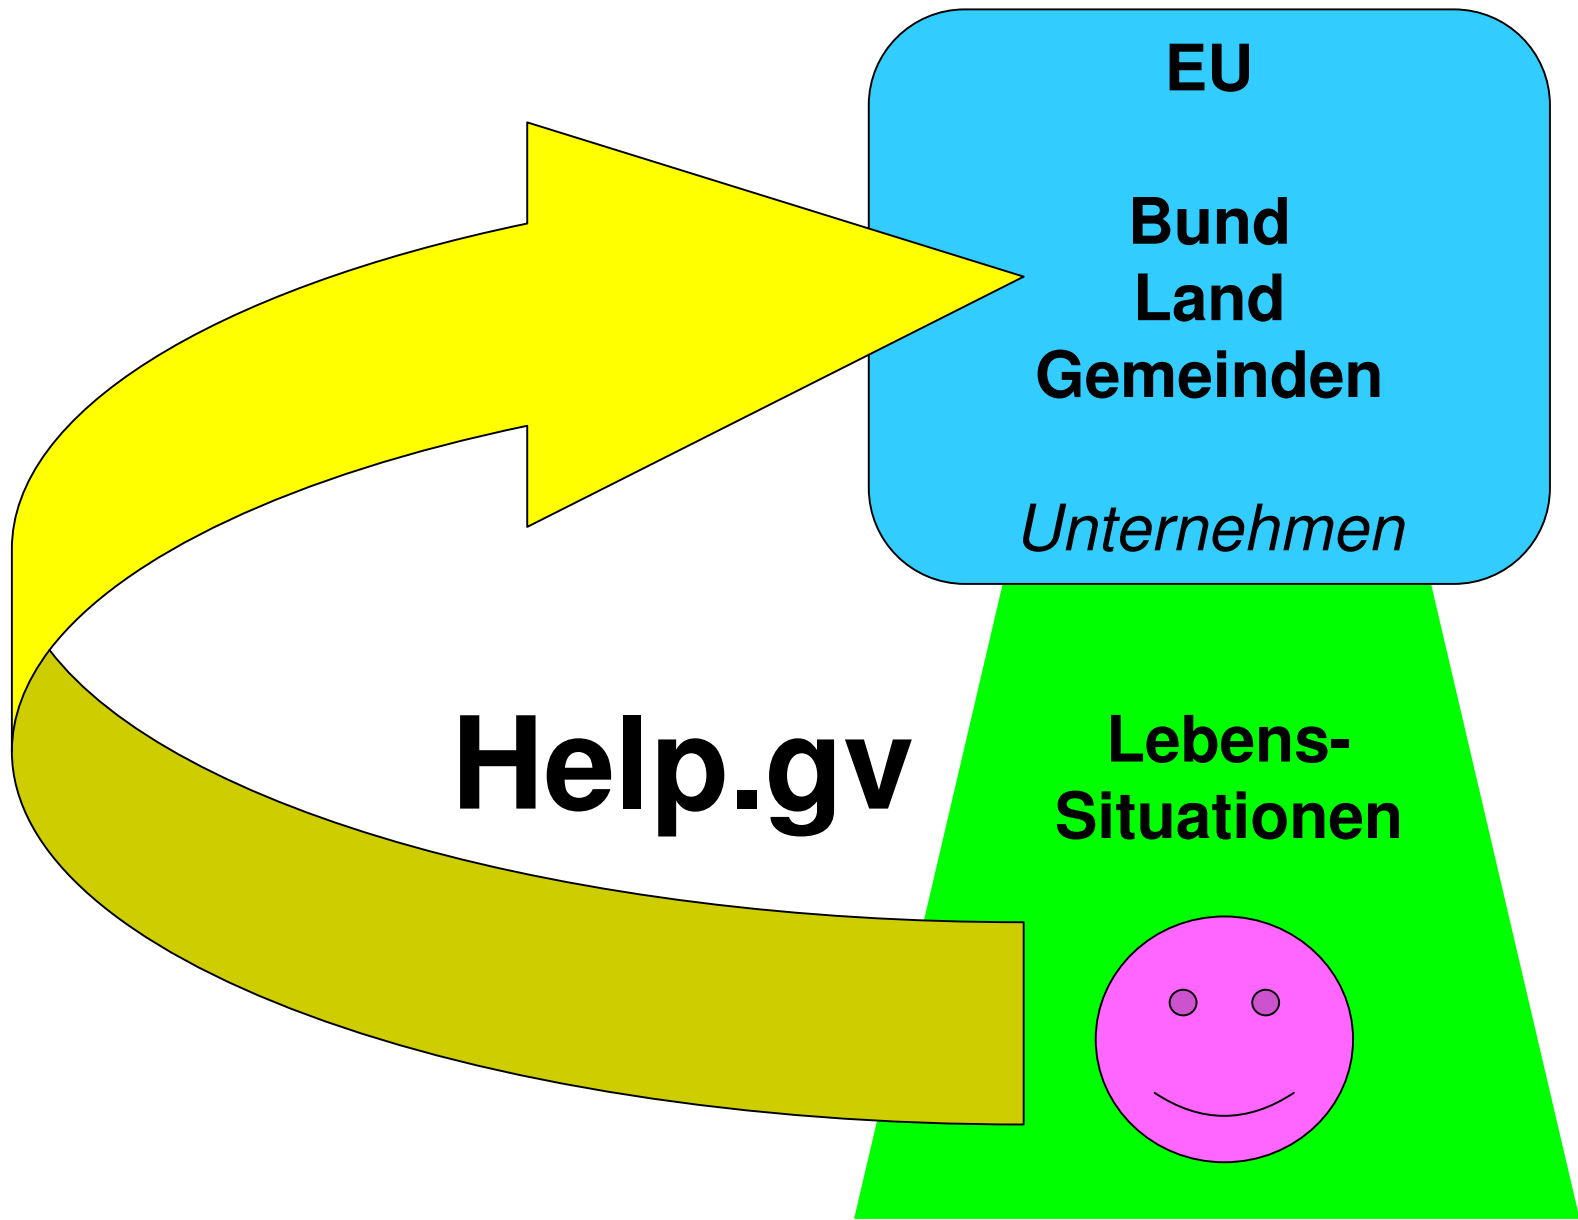 EU
Bund
Land
Gemeinden
Unternehmen
Help.gv
Lebens-
Situationen